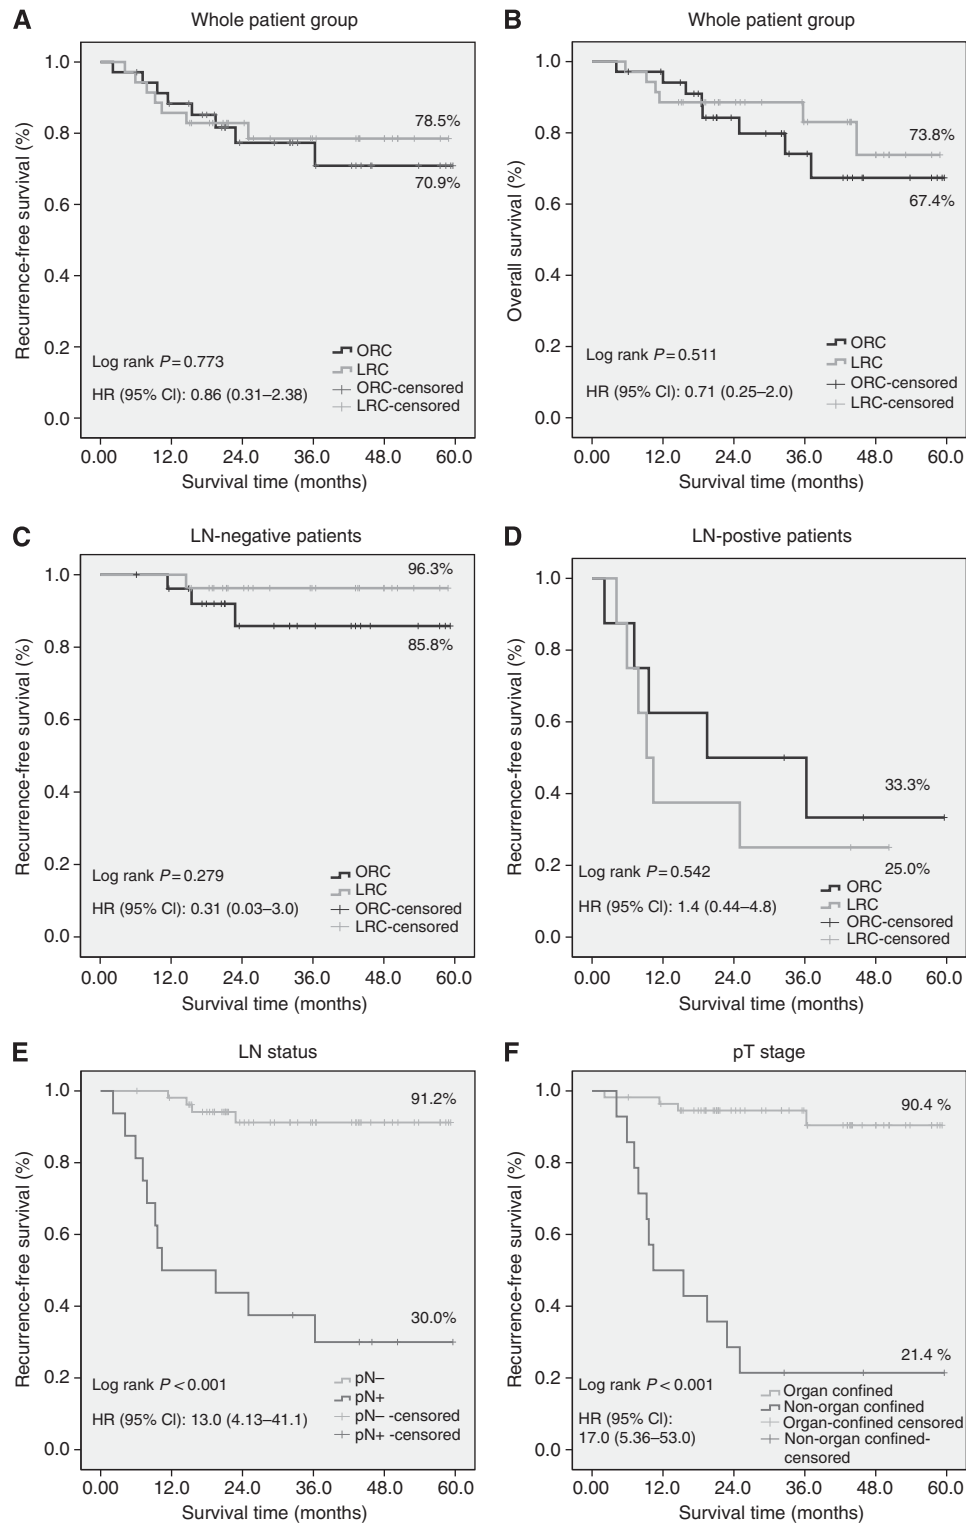 A
Whole patient group
Recurrence-free survival (%)
1.0
0.8
0.6
0.4
0.2
0.0
78.5%
70.9%
Log rank P=0.773
HR (95% CI): 0.86 (0.31–2.38)
ORC
LRC
ORC-censored
LRC-censored
0.00 12.0 24.0 36.0 48.0 60.0
Survival time (months)
B
Whole patient group
Overall survival (%)
1.0
0.8
0.6
0.4
0.2
0.0
73.8%
67.4%
Log rank P=0.511
HR (95% CI): 0.71 (0.25–2.0)
ORC
LRC
ORC-censored
LRC-censored
0.00 12.0 24.0 36.0 48.0 60.0
Survival time (months)
C
LN-negative patients
Recurrence-free survival (%)
1.0
0.8
0.6
0.4
0.2
0.0
96.3%
85.8%
Log rank P=0.279
HR (95% CI): 0.31 (0.03–3.0)
ORC
LRC
ORC-censored
LRC-censored
0.00 12.0 24.0 36.0 48.0 60.0
Survival time (months)
D
LN-postive patients
Recurrence-free survival (%)
1.0
0.8
0.6
0.4
0.2
0.0
33.3%
25.0%
Log rank P=0.542
HR (95% CI): 1.4 (0.44–4.8)
ORC
LRC
ORC-censored
LRC-censored
0.00 12.0 24.0 36.0 48.0 60.0
Survival time (months)
E
LN status
Recurrence-free survival (%)
1.0
0.8
0.6
0.4
0.2
0.0
91.2%
30.0%
Log rank P<0.001
HR (95% CI): 13.0 (4.13–41.1)
pN–
pN+
pN– -censored
pN+ -censored
0.00 12.0 24.0 36.0 48.0 60.0
Survival time (months)
F
pT stage
Recurrence-free survival (%)
1.0
0.8
0.6
0.4
0.2
0.0
90.4 %
21.4 %
Log rank P<0.001
HR (95% CI):
17.0 (5.36–53.0)
Organ confined
Non-organ confined
Organ-confined censored
Non-organ confined-
censored
0.00 12.0 24.0 36.0 48.0 60.0
Survival time (months)